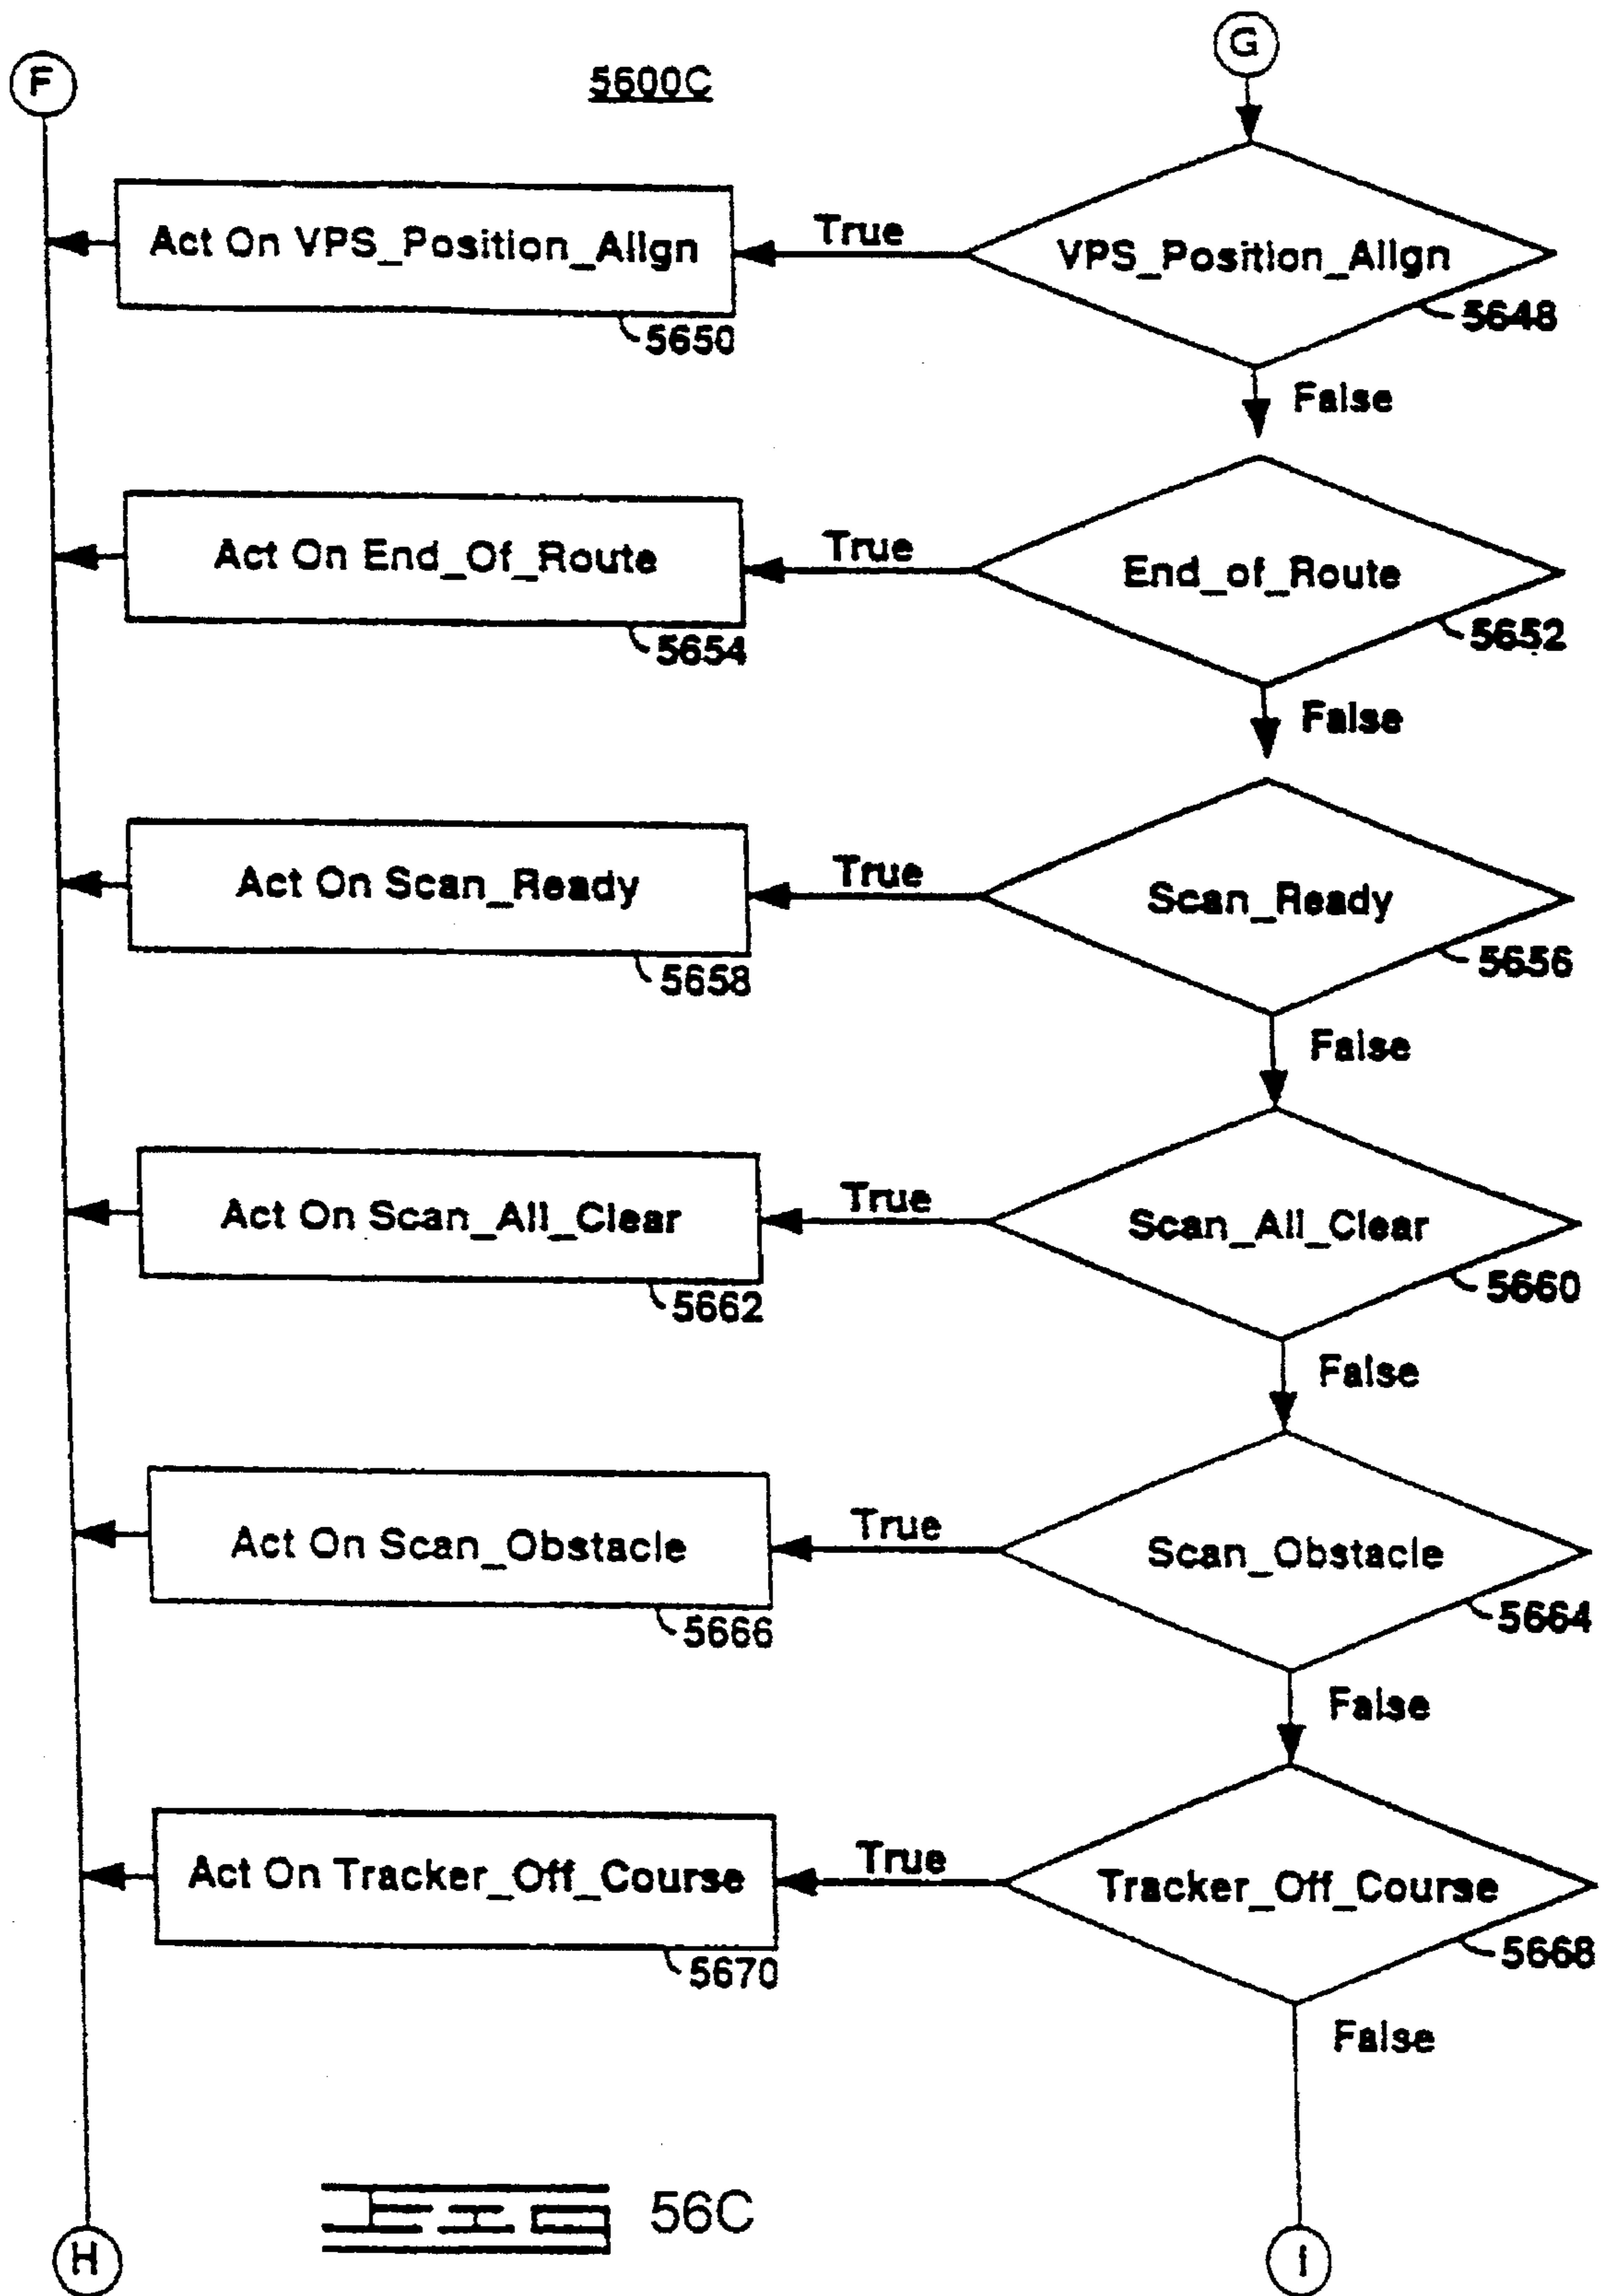 G
F
5600C
Act On VPS_Position_Align
True
VPS_Position_Align
5648
5650
False
Act On End_Of_Route
True
End_of_Route
5652
5654
False
Act On Scan_Ready
True
Scan_Ready
5656
5658
False
Act On Scan_All_Clear
True
Scan_All_Clear
5660
5662
False
Act On Scan_Obstacle
True
Scan_Obstacle
5664
5666
False
Act On Tracker_Off_Course
True
Tracker_Off_Course
5668
5670
False
FIG 56C
H
I